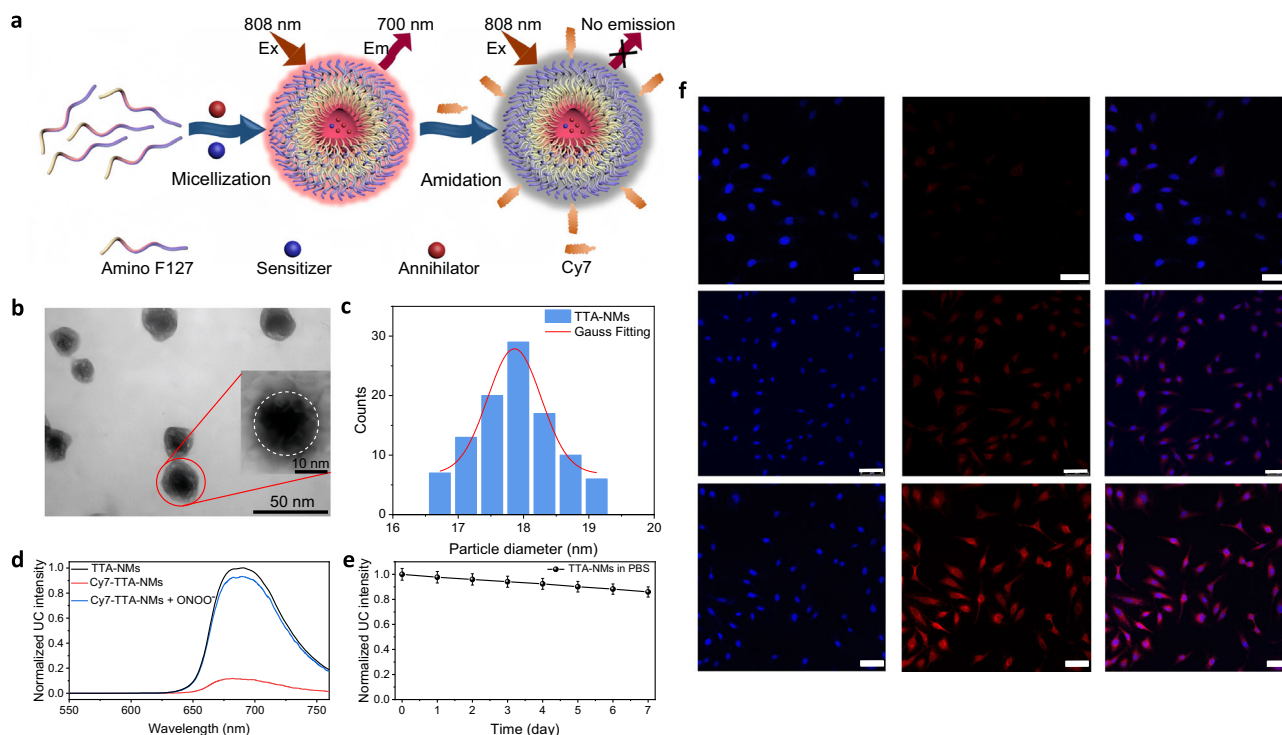 a
808 nm
Ex
700 nm
Em
808 nm
Ex
No emission
Micellization
Amidation
Amino F127
Sensitizer
Annihilator
Cy7
b
10 nm
50 nm
c
TTA-NMs
Gauss Fitting
Counts
30
20
10
0
16
17
18
19
20
Particle diameter (nm)
d
TTA-NMs
Cy7-TTA-NMs
Cy7-TTA-NMs + ONOO⁻
Normalized UC intensity
1.0
0.8
0.6
0.4
0.2
0.0
550
600
650
700
750
Wavelength (nm)
e
TTA-NMs in PBS
Normalized UC intensity
1.0
0.8
0.6
0.4
0.2
0.0
0
1
2
3
4
5
6
7
Time (day)
f